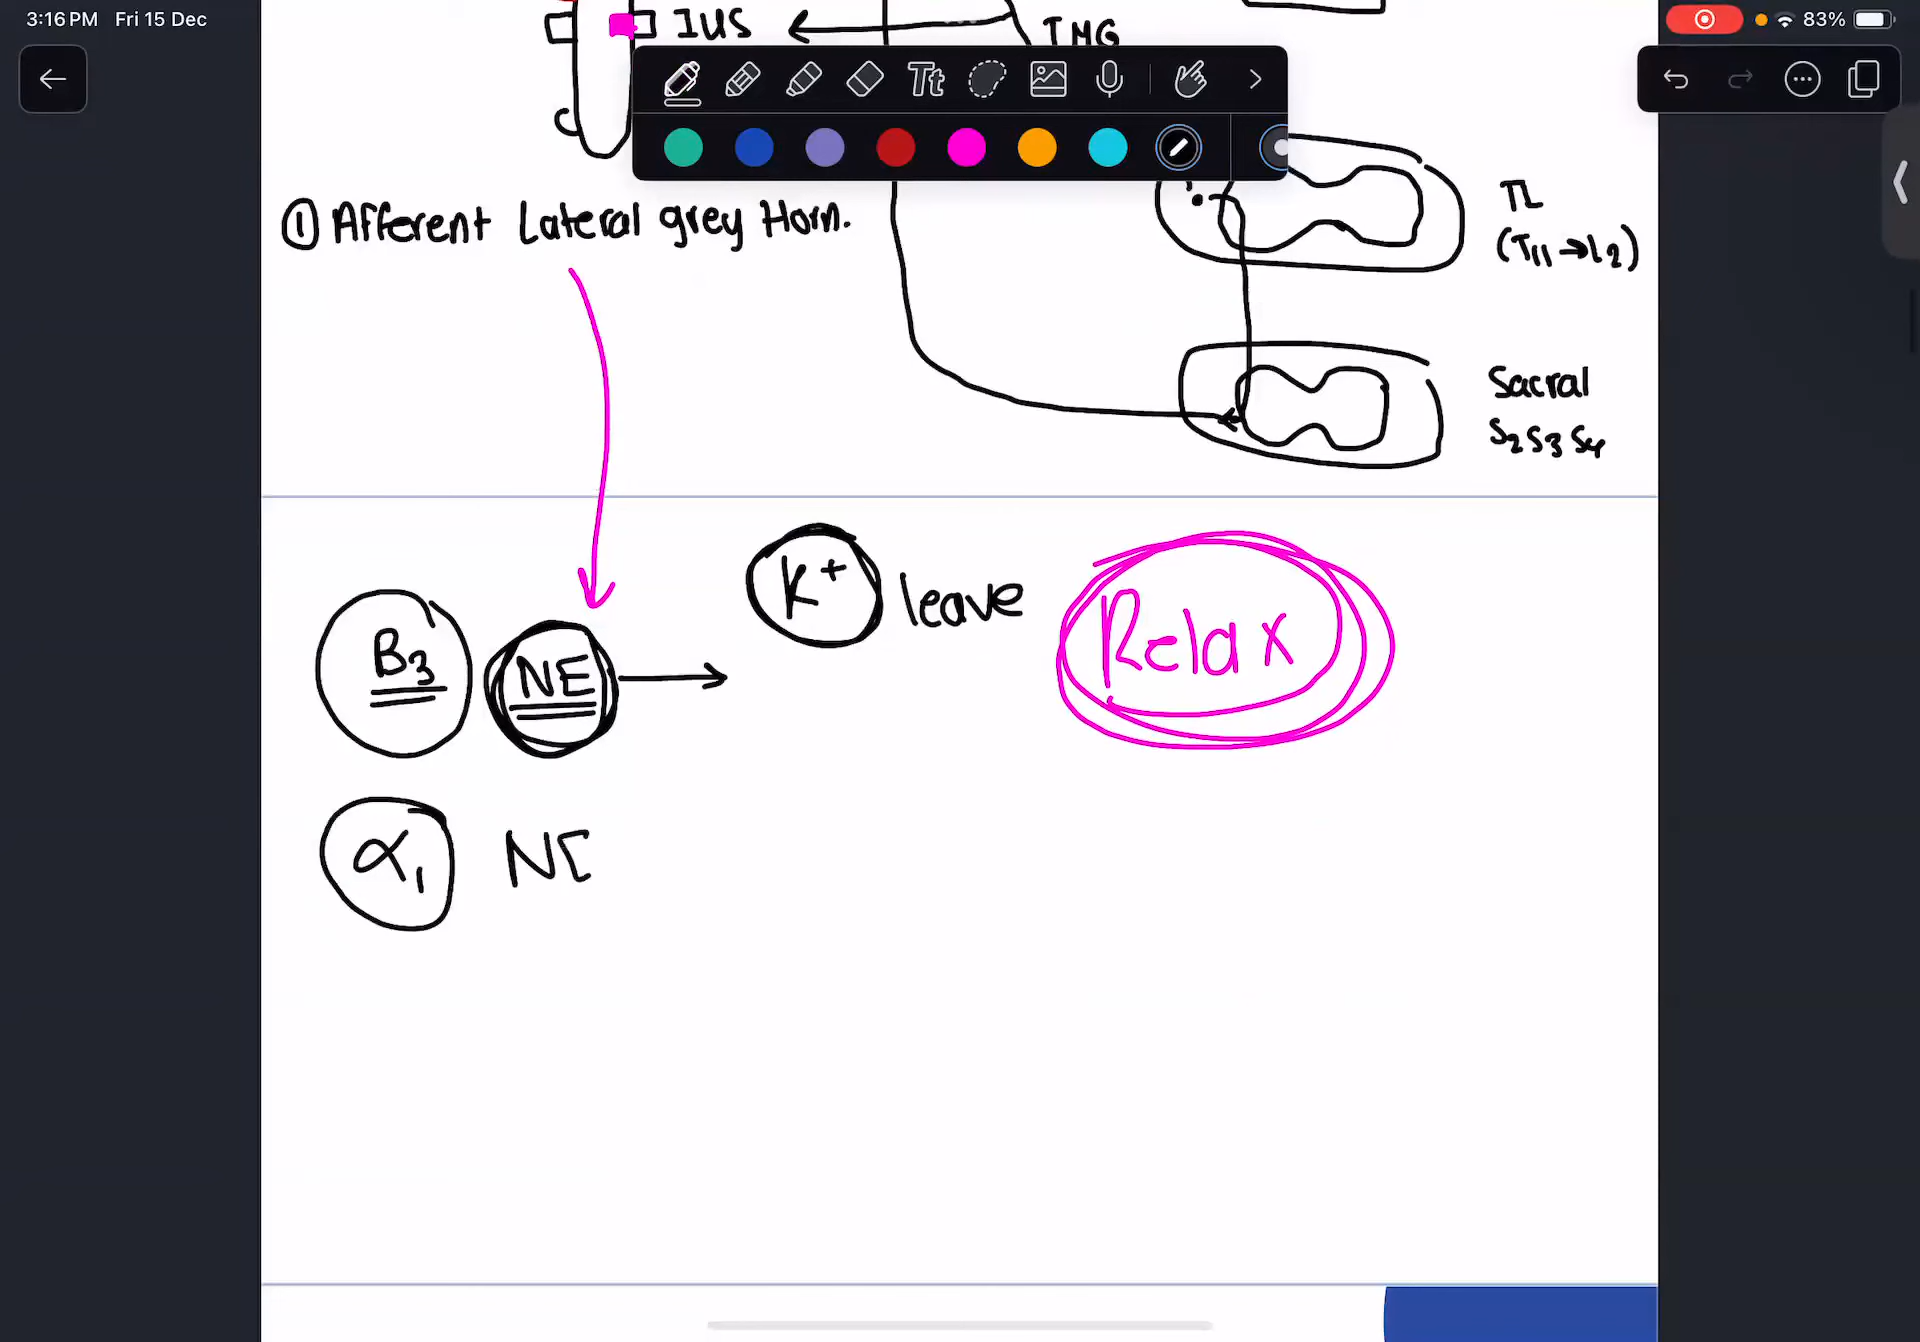 3:16 PM Fri 15 Dec
83%
IUS
IMG
Tt
TL
(T11→L2)
① Afferent Lateral grey Horn.
Sacral
S2 S3 S4
K+ leave
Relax
B3 NE
α1 NE